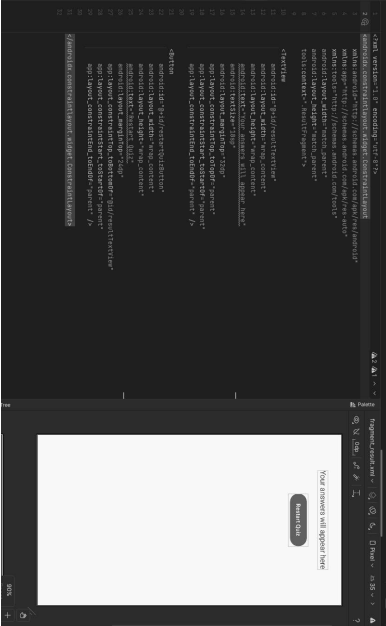 <?xml version="1.0" encoding="utf-8"?>
<androidx.constraintlayout.widget.ConstraintLayout
xmlns:android="http://schemas.android.com/apk/res/android"
xmlns:app="http://schemas.android.com/apk/res-auto"
xmlns:tools="http://schemas.android.com/tools"
android:layout_width="match_parent"
android:layout_height="match_parent"
tools:context=".ResultFragment">
<TextView
android:id="@+id/resultTextView"
android:layout_width="wrap_content"
android:layout_height="wrap_content"
android:text="Your answers will appear here"
android:textSize="18sp"
android:layout_marginTop="32dp"
app:layout_constraintTop_toTopOf="parent"
app:layout_constraintStart_toStartOf="parent"
app:layout_constraintEnd_toEndOf="parent" />
<Button
android:id="@+id/restartQuizButton"
android:layout_width="wrap_content"
android:layout_height="wrap_content"
android:text="Restart Quiz"
android:layout_marginTop="24dp"
app:layout_constraintTop_toBottomOf="@id/resultTextView"
app:layout_constraintStart_toStartOf="parent"
app:layout_constraintEnd_toEndOf="parent" />
</androidx.constraintlayout.widget.ConstraintLayout>
2 1
Palette
fragment_result.xml
Pixel
35
0dp
Your answers will appear here
Restart Quiz
Tree
90%